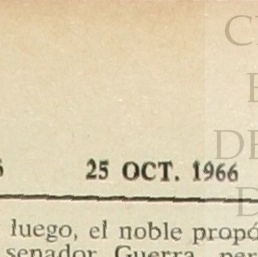 25 OCT. 1966
luego, el noble propó
senador Guerra, per